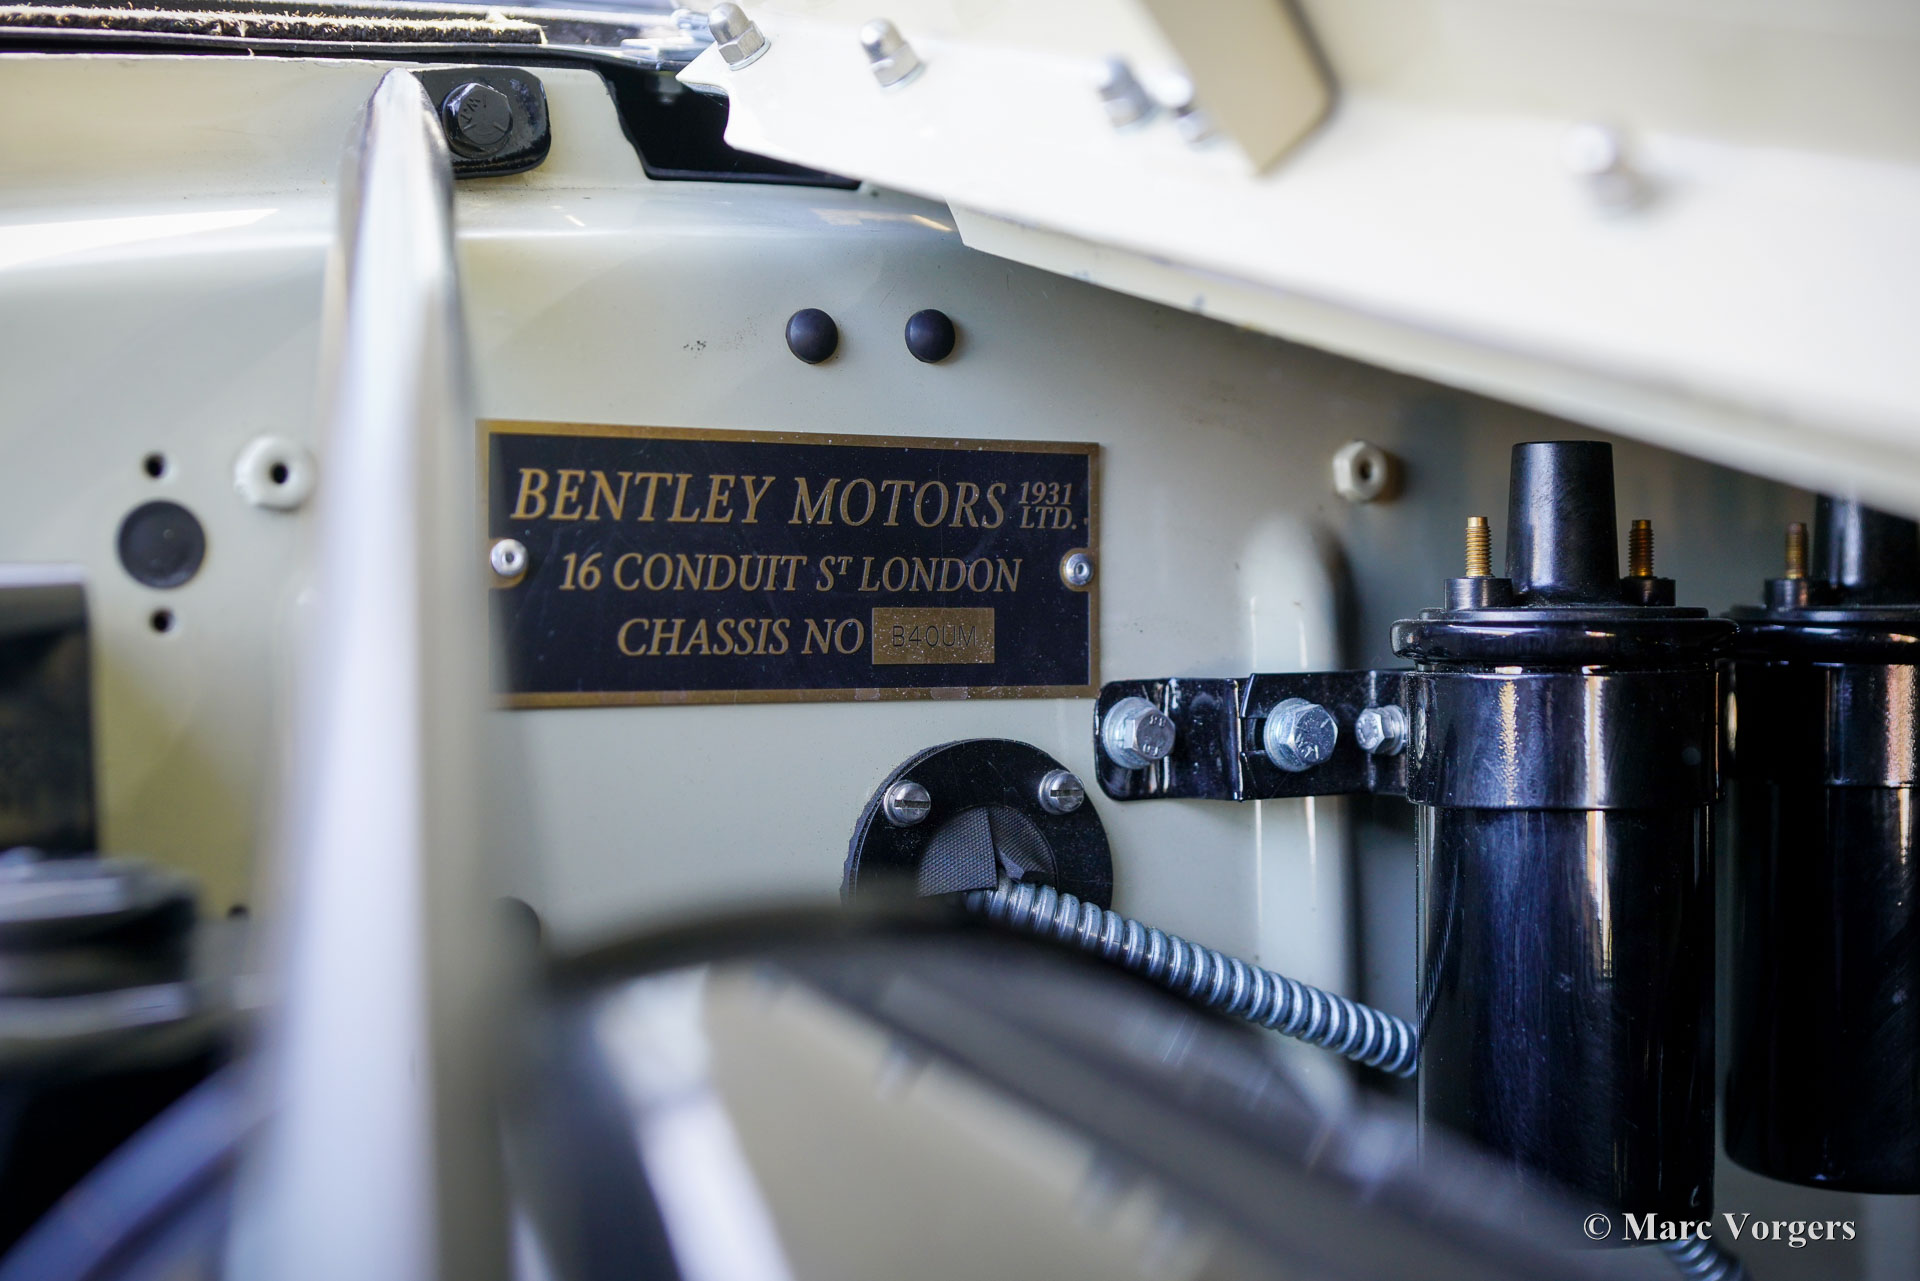 BENTLEY MOTORS 1931 LTD.
16 CONDUIT ST LONDON
CHASSIS NO B40UM
© Marc Vorgers